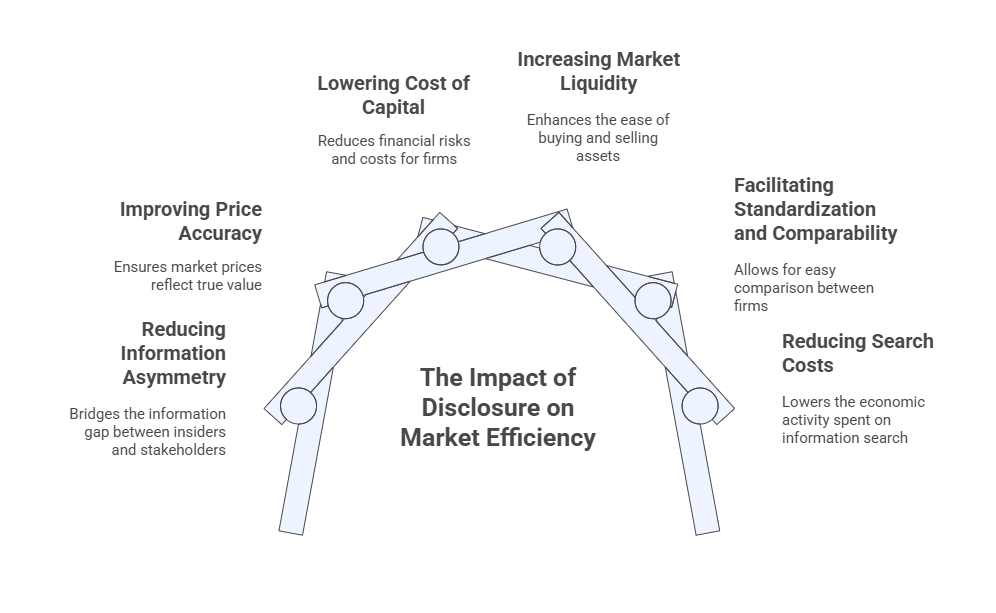 Increasing Market
Liquidity
Enhances the ease of
buying and selling
assets
Lowering Cost of
Capital
Reduces financial risks
and costs for firms
Facilitating
Standardization
and Comparability
Allows for easy
comparison between
firms
Improving Price
Accuracy
Ensures market prices
reflect true value
Reducing
Information
Asymmetry
Bridges the information
gap between insiders
and stakeholders
Reducing Search
Costs
Lowers the economic
activity spent on
information search
The Impact of
Disclosure on
Market Efficiency